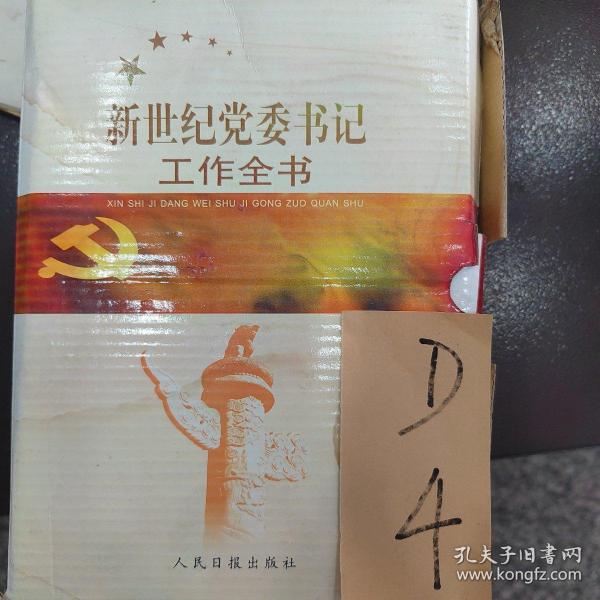 新世纪党委书记
工作全书
XIN SHI JI DANG WEI SHU JI GONG ZUO QUAN SHU
D
4
人民日报出版社
孔夫子旧书网
www.kongfz.com